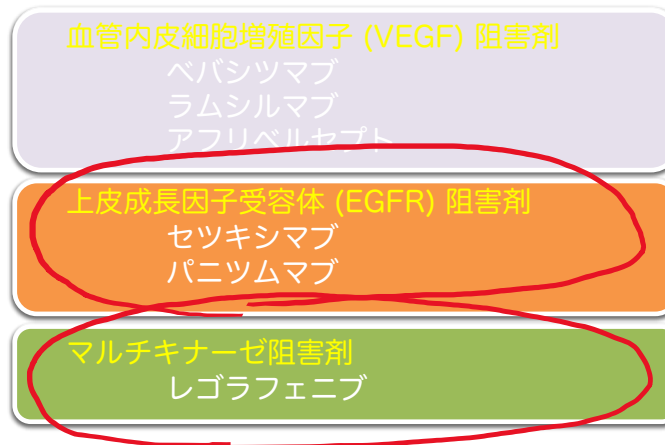 血管内皮細胞増殖因子 (VEGF) 阻害剤
ベバシツマブ
ラムシルマブ
アフリベルセプト
上皮成長因子受容体 (EGFR) 阻害剤
セツキシマブ
パニツムマブ
マルチキナーゼ阻害剤
レゴラフェニブ